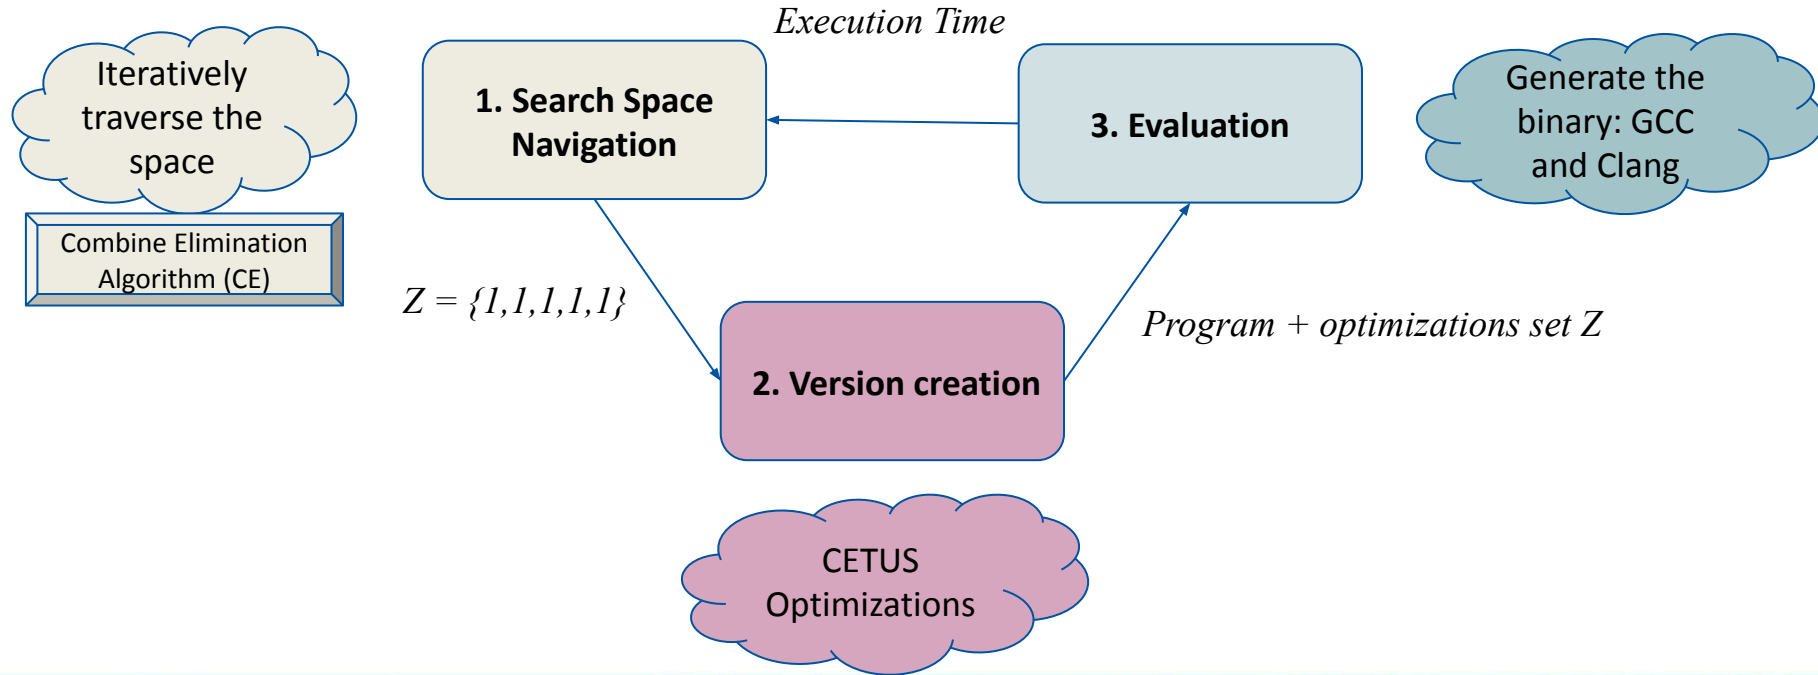 Execution Time
Iteratively
traverse the
space
Combine Elimination
Algorithm (CE)
1. Search Space
Navigation
3. Evaluation
Generate the
binary: GCC
and Clang
Z = {1,1,1,1,1}
Program + optimizations set Z
2. Version creation
CETUS
Optimizations